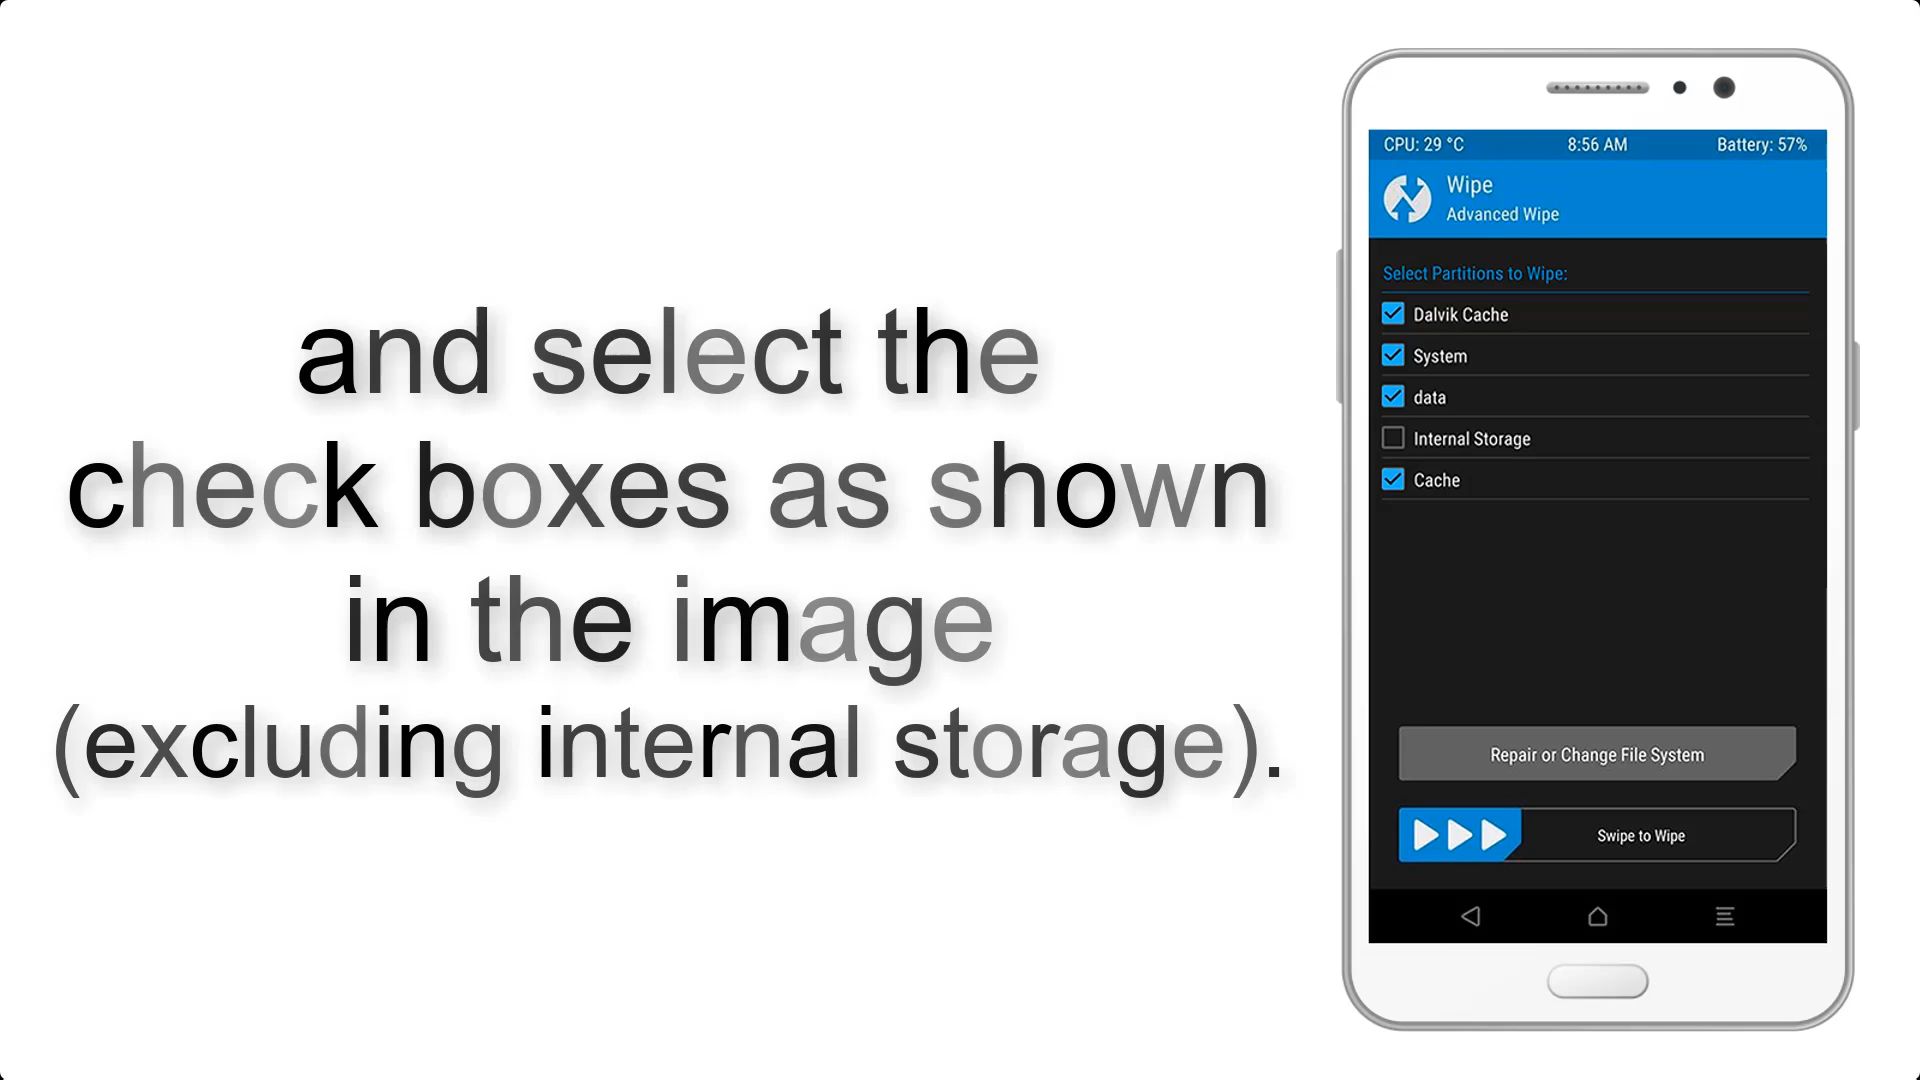 and select the
check boxes as shown
in the image
(excluding internal storage).
CPU: 29 °C 8:56 AM Battery: 57%
Wipe
Advanced Wipe
Select Partitions to Wipe:
Dalvik Cache
System
data
Internal Storage
Cache
Repair or Change File System
Swipe to Wipe